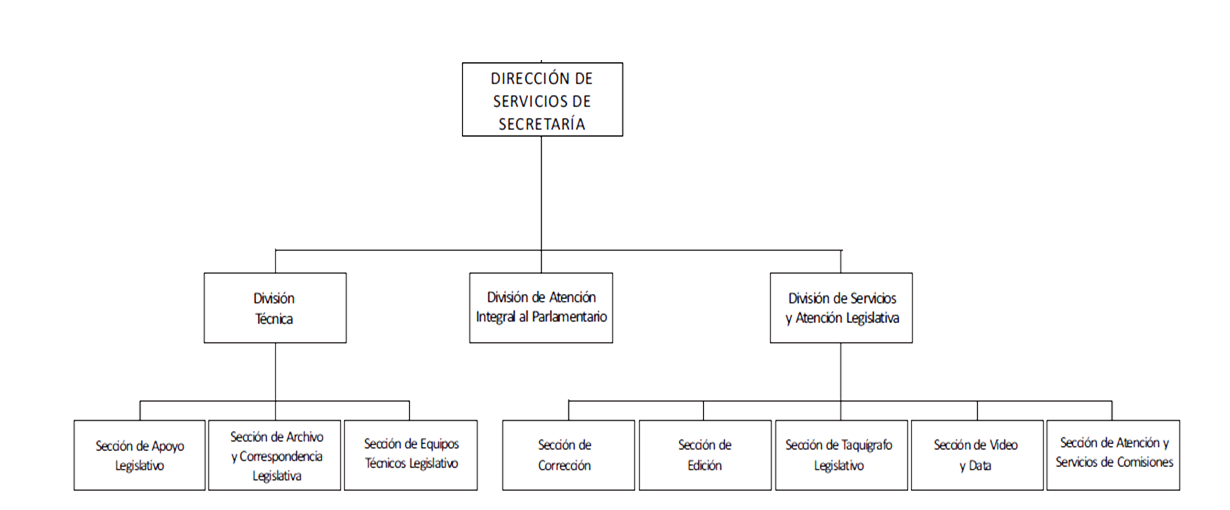 DIRECCIÓN DE
SERVICIOS DE
SECRETARÍA
División
Técnica
División de Atención
Integral al Parlamentario
División de Servicios
y Atención Legislativa
Sección de Apoyo
Legislativo
Sección de Archivo
y Correspondencia
Legislativa
Sección de Equipos
Técnicos Legislativo
Sección de
Corrección
Sección de
Edición
Sección de Taquígrafo
Legislativo
Sección de Video
y Data
Sección de Atención y
Servicios de Comisiones